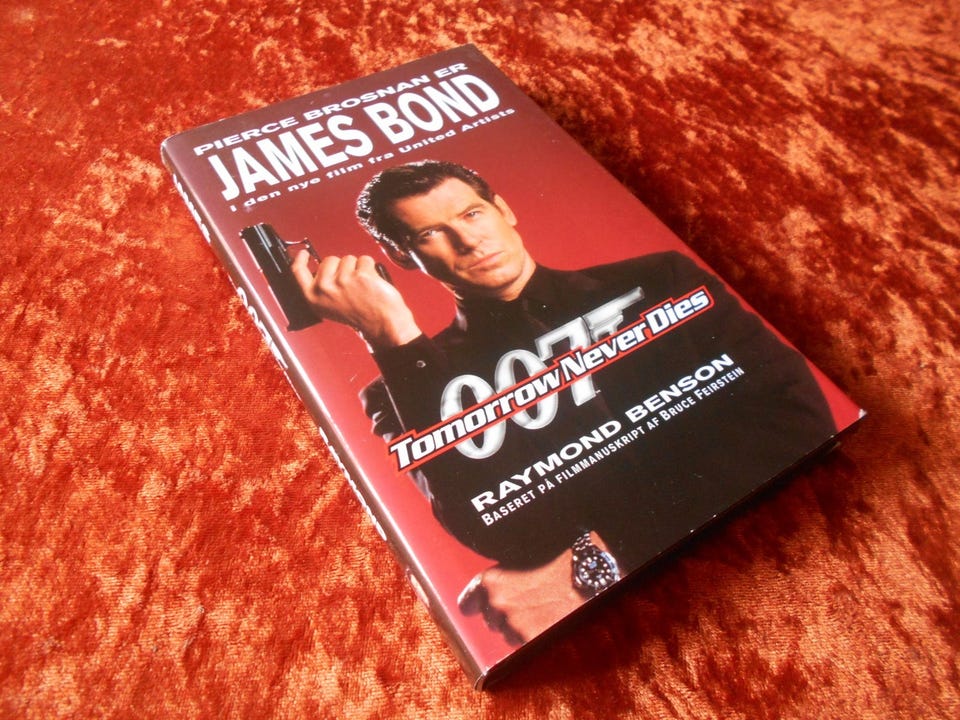 PIERCE BROSNAN ER
JAMES BOND
i den nye film fra United Artists
007
Tomorrow Never Dies
RAYMOND BENSON
BASERET PÅ FILMMANUSKRIPT AF BRUCE FEIRSTEIN